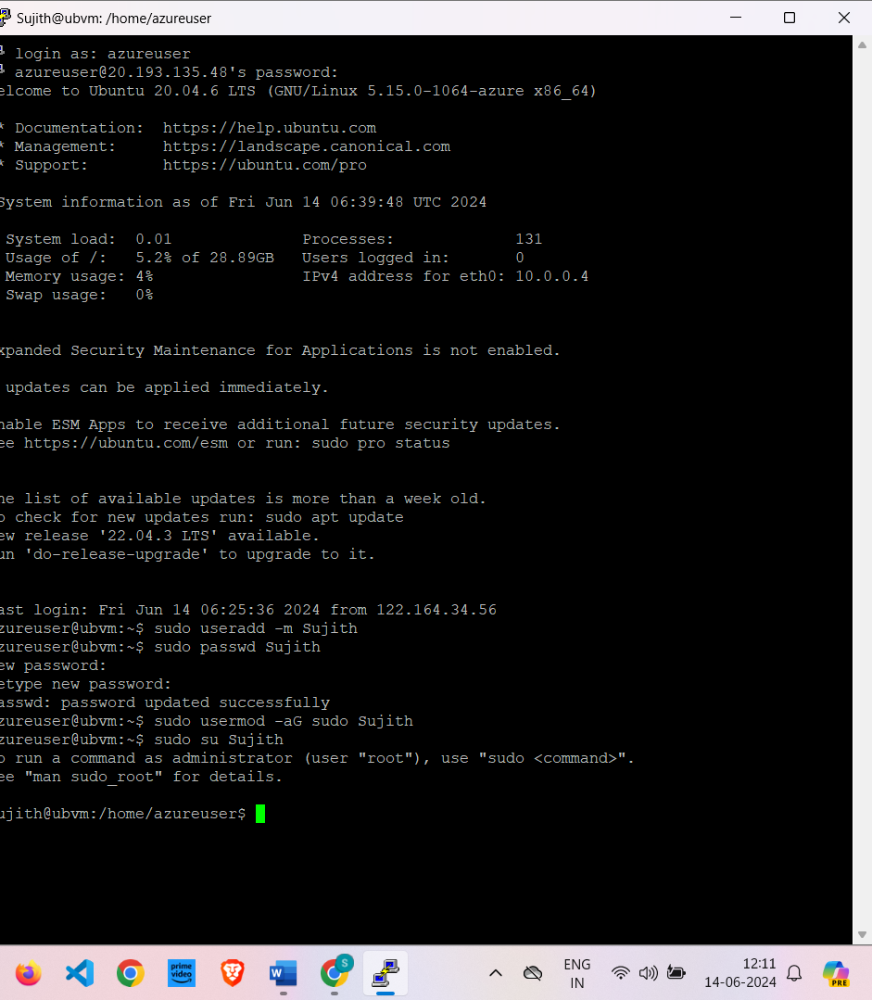 Sujith@ubvm: /home/azureuser
login as: azureuser
azureuser@20.193.135.48's password:
elcome to Ubuntu 20.04.6 LTS (GNU/Linux 5.15.0-1064-azure x86_64)
* Documentation:  https://help.ubuntu.com
* Management:     https://landscape.canonical.com
* Support:        https://ubuntu.com/pro
System information as of Fri Jun 14 06:39:48 UTC 2024
System load:  0.01              Processes:             131
Usage of /:   5.2% of 28.89GB   Users logged in:       0
Memory usage: 4%                IPv4 address for eth0: 10.0.0.4
Swap usage:   0%
xpanded Security Maintenance for Applications is not enabled.
updates can be applied immediately.
nable ESM Apps to receive additional future security updates.
ee https://ubuntu.com/esm or run: sudo pro status
he list of available updates is more than a week old.
o check for new updates run: sudo apt update
ew release '22.04.3 LTS' available.
un 'do-release-upgrade' to upgrade to it.
ast login: Fri Jun 14 06:25:36 2024 from 122.164.34.56
zureuser@ubvm:~$ sudo useradd -m Sujith
zureuser@ubvm:~$ sudo passwd Sujith
ew password:
etype new password:
asswd: password updated successfully
zureuser@ubvm:~$ sudo usermod -aG sudo Sujith
zureuser@ubvm:~$ sudo su Sujith
o run a command as administrator (user "root"), use "sudo <command>".
ee "man sudo_root" for details.
ujith@ubvm:/home/azureuser$
prime
video
W
S
ENG
IN
12:11
14-06-2024
PRE